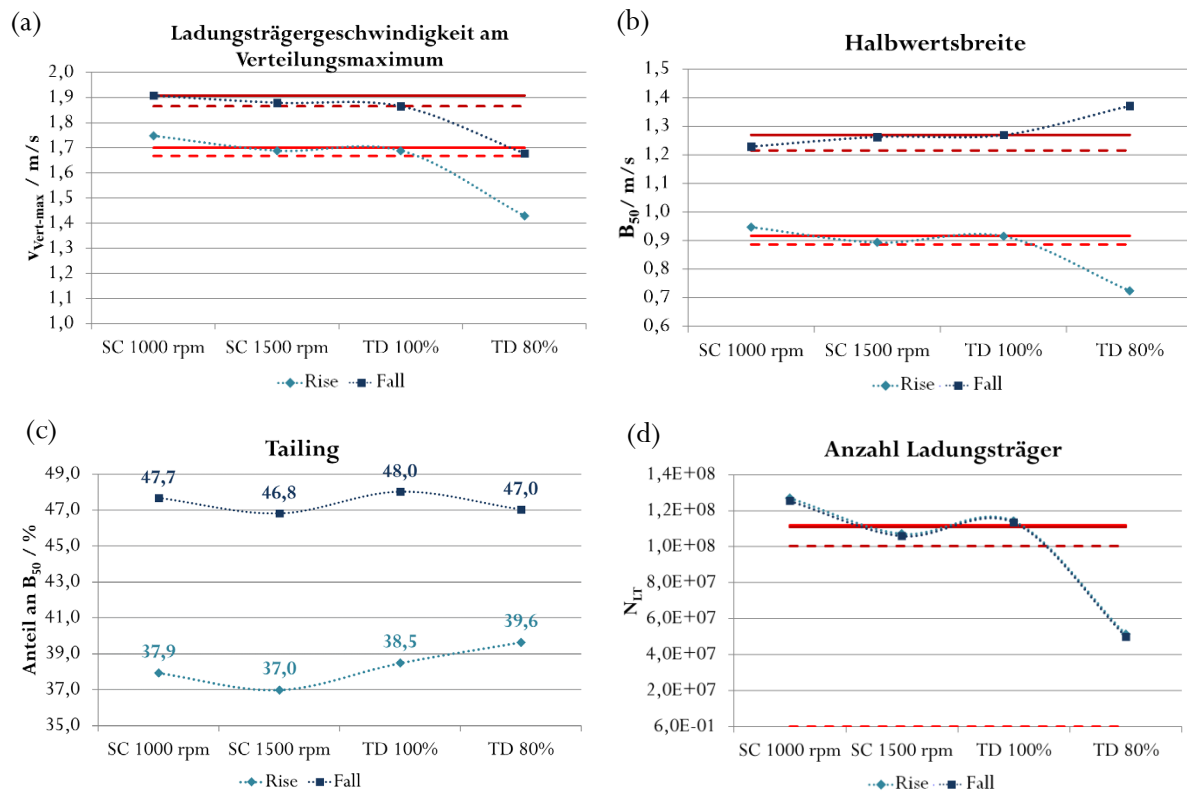 (a)
Ladungsträgergeschwindigkeit am
Verteilungsmaximum
v_Vert-max / m/s
2,0
1,9
1,8
1,7
1,6
1,5
1,4
1,3
1,2
1,1
1,0
SC 1000 rpm SC 1500 rpm TD 100% TD 80%
Rise Fall
(b)
Halbwertsbreite
B50/ m/s
1,5
1,4
1,3
1,2
1,1
1,0
0,9
0,8
0,7
0,6
SC 1000 rpm SC 1500 rpm TD 100% TD 80%
Rise Fall
(c)
Tailing
Anteil an B50 / %
49,0
47,0
45,0
43,0
41,0
39,0
37,0
35,0
47,7 46,8 48,0 47,0
37,9 37,0 38,5 39,6
SC 1000 rpm SC 1500 rpm TD 100% TD 80%
Rise Fall
(d)
Anzahl Ladungsträger
N_LT
1,4E+08
1,2E+08
1,0E+08
8,0E+07
6,0E+07
4,0E+07
2,0E+07
6,0E-01
SC 1000 rpm SC 1500 rpm TD 100% TD 80%
Rise Fall